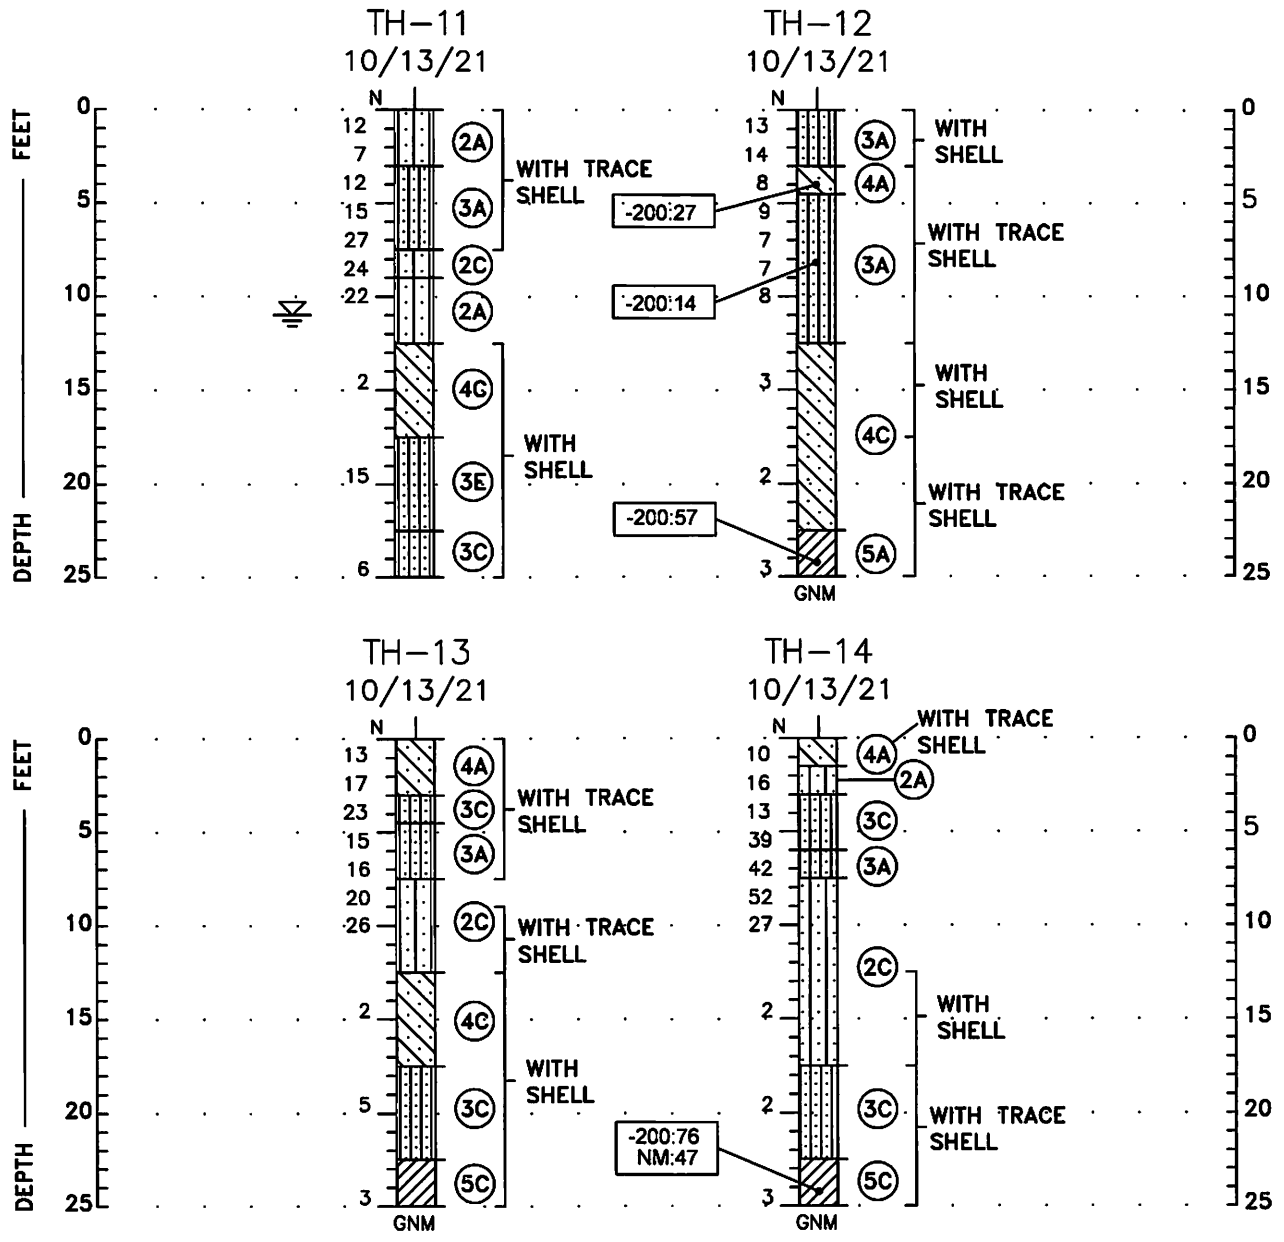 TH-11
10/13/21
TH-12
10/13/21
FEET
DEPTH
N
0
5
10
15
20
25
12
7
12
15
27
24
22
2
15
6
2A
3A
2C
2A
4G
3E
3C
WITH TRACE
SHELL
WITH
SHELL
N
13
14
8
9
7
7
8
3
2
3
-200:27
-200:14
-200:57
3A
4A
3A
4C
5A
WITH
SHELL
WITH TRACE
SHELL
WITH
SHELL
WITH TRACE
SHELL
GNM
0
5
10
15
20
25
TH-13
10/13/21
TH-14
10/13/21
FEET
DEPTH
N
0
5
10
15
20
25
13
17
23
15
16
20
26
2
5
3
4A
3C
3A
2C
4C
3C
5C
WITH TRACE
SHELL
WITH TRACE
SHELL
WITH
SHELL
GNM
N
10
16
13
39
42
52
27
2
2
3
-200:76
NM:47
4A
2A
3C
3A
2C
3C
5C
WITH TRACE
SHELL
WITH
SHELL
WITH TRACE
SHELL
GNM
0
5
10
15
20
25